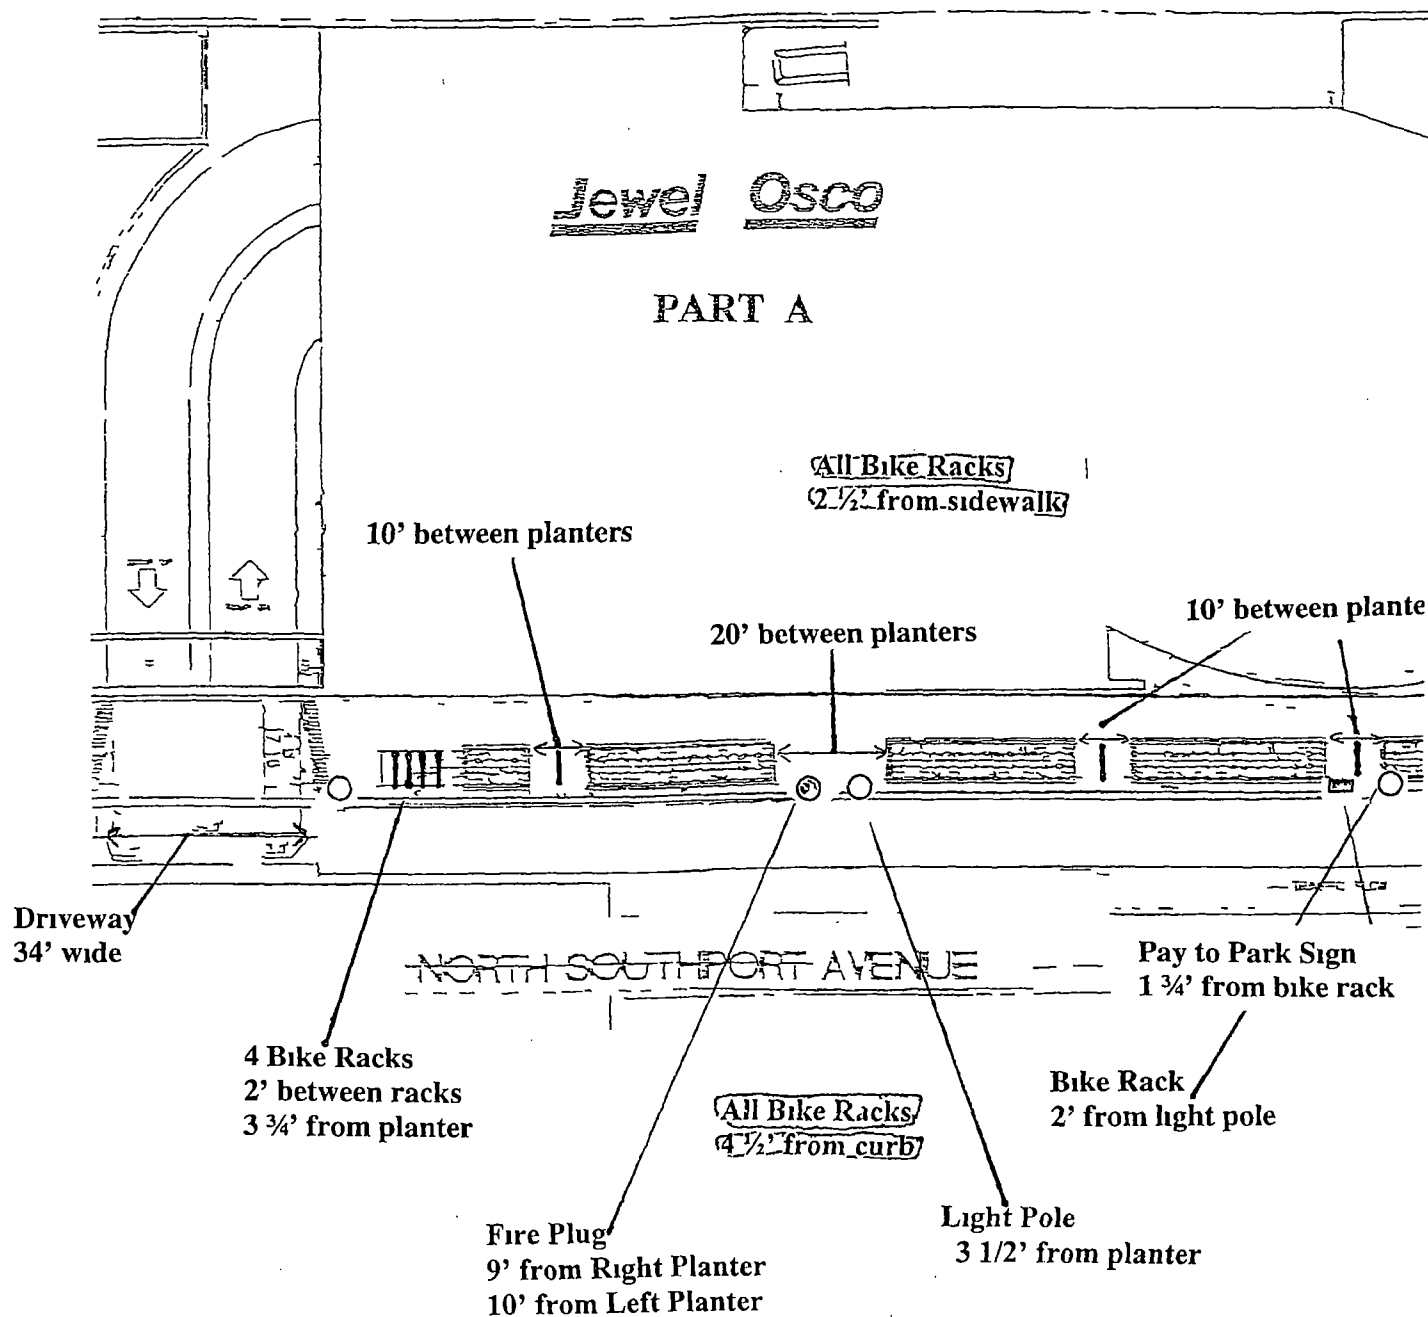 Jewel Osco
PART A
All Bike Racks
2 ½' from sidewalk
10' between planters
20' between planters
10' between plante
Driveway
34' wide
NORTH SOUTHPORT AVENUE
Pay to Park Sign
1 ¾' from bike rack
4 Bike Racks
2' between racks
3 ¾' from planter
Bike Rack
2' from light pole
All Bike Racks
4 ½' from curb
Fire Plug
9' from Right Planter
10' from Left Planter
Light Pole
3 1/2' from planter